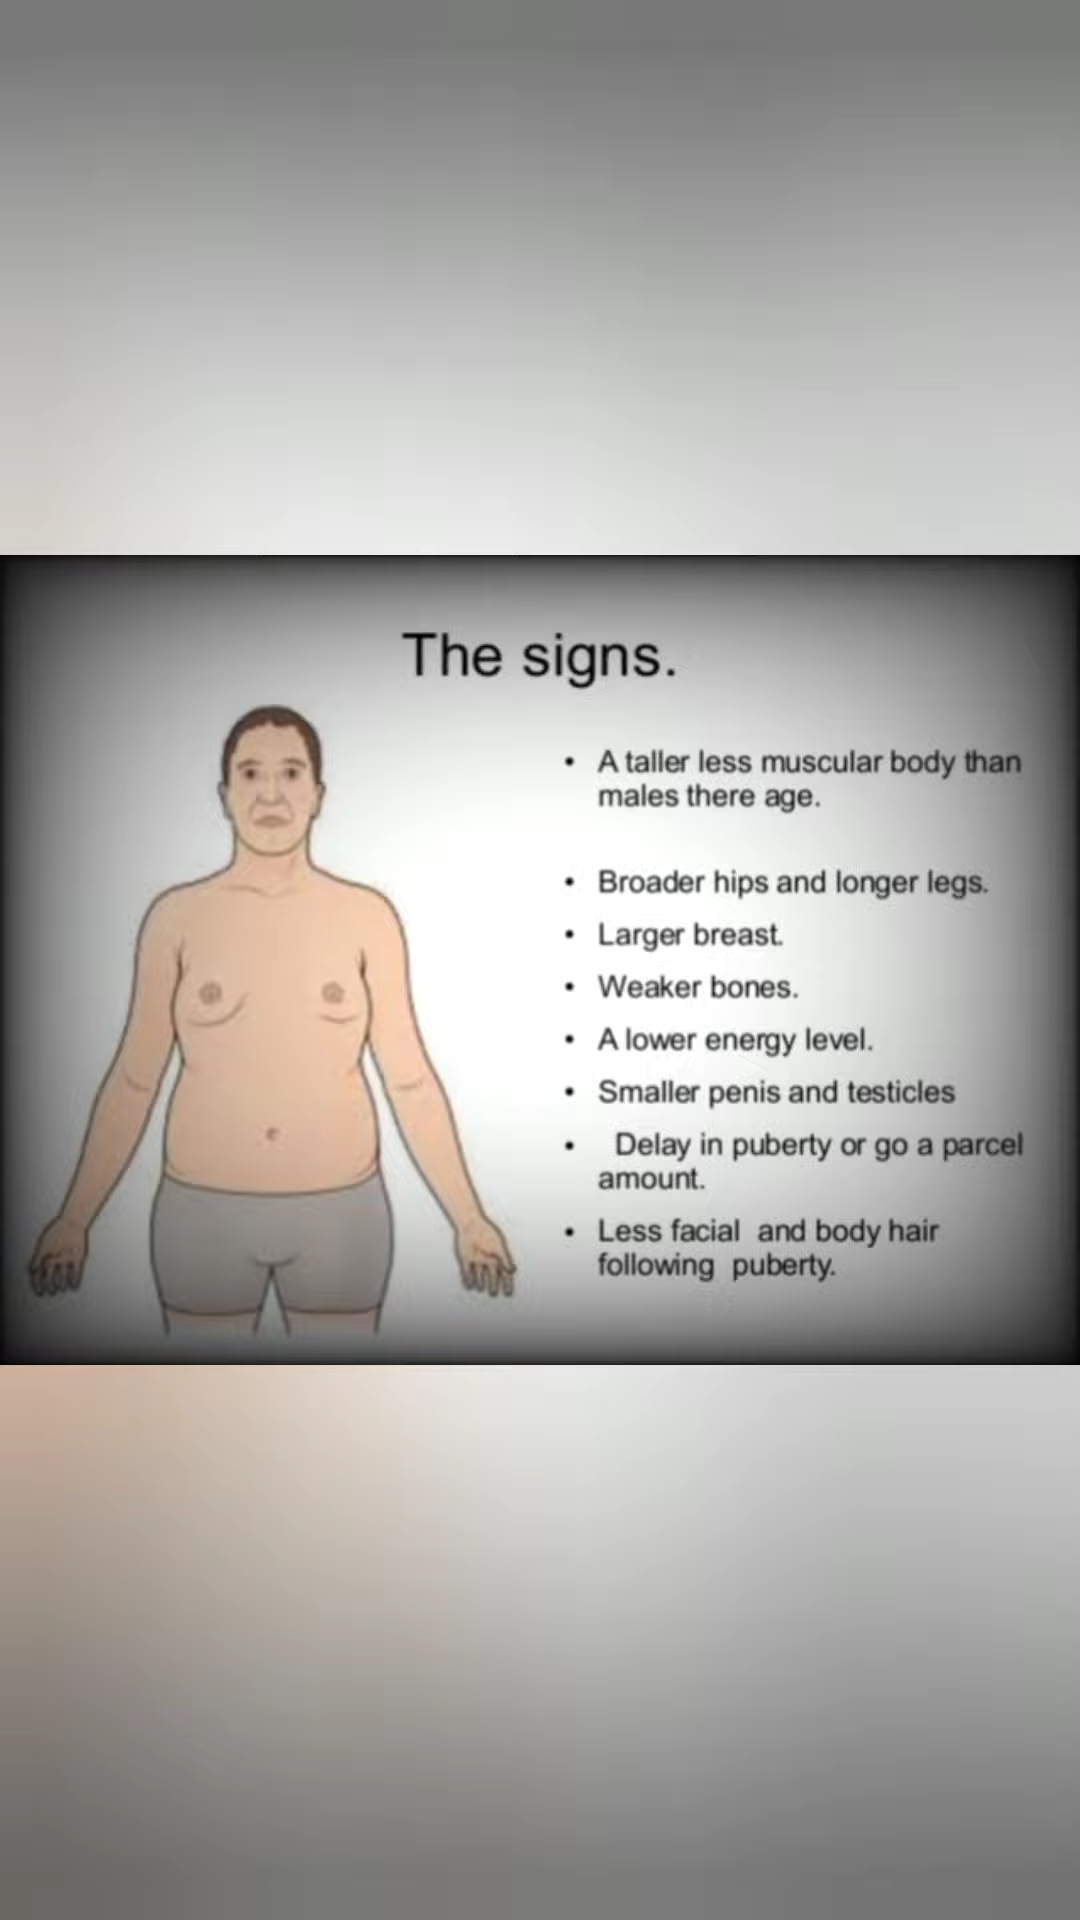 The signs.
• A taller less muscular body than
males there age.
• Broader hips and longer legs.
• Larger breast.
• Weaker bones.
• A lower energy level.
• Smaller penis and testicles
• Delay in puberty or go a parcel
amount.
• Less facial and body hair
following puberty.